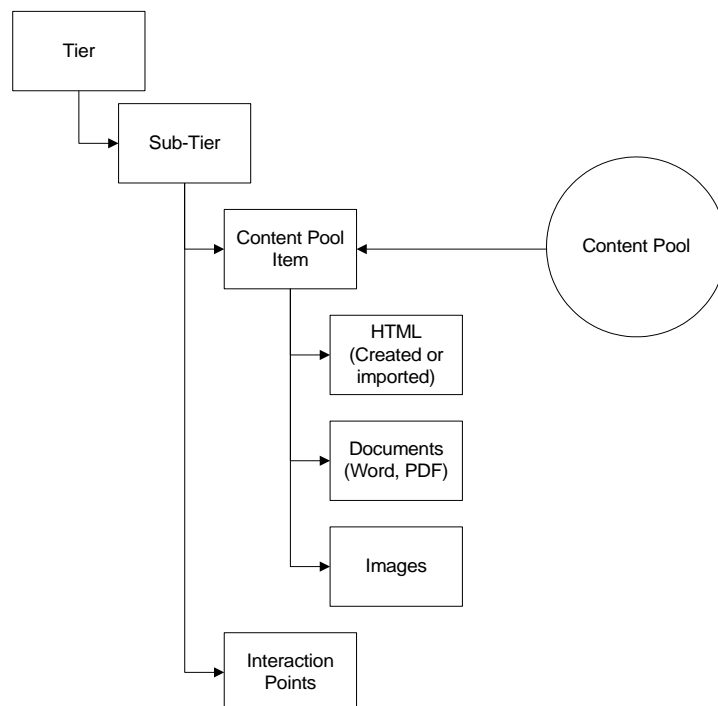 Tier
Sub-Tier
Content Pool
Item
Content Pool
HTML
(Created or
imported)
Documents
(Word, PDF)
Images
Interaction
Points